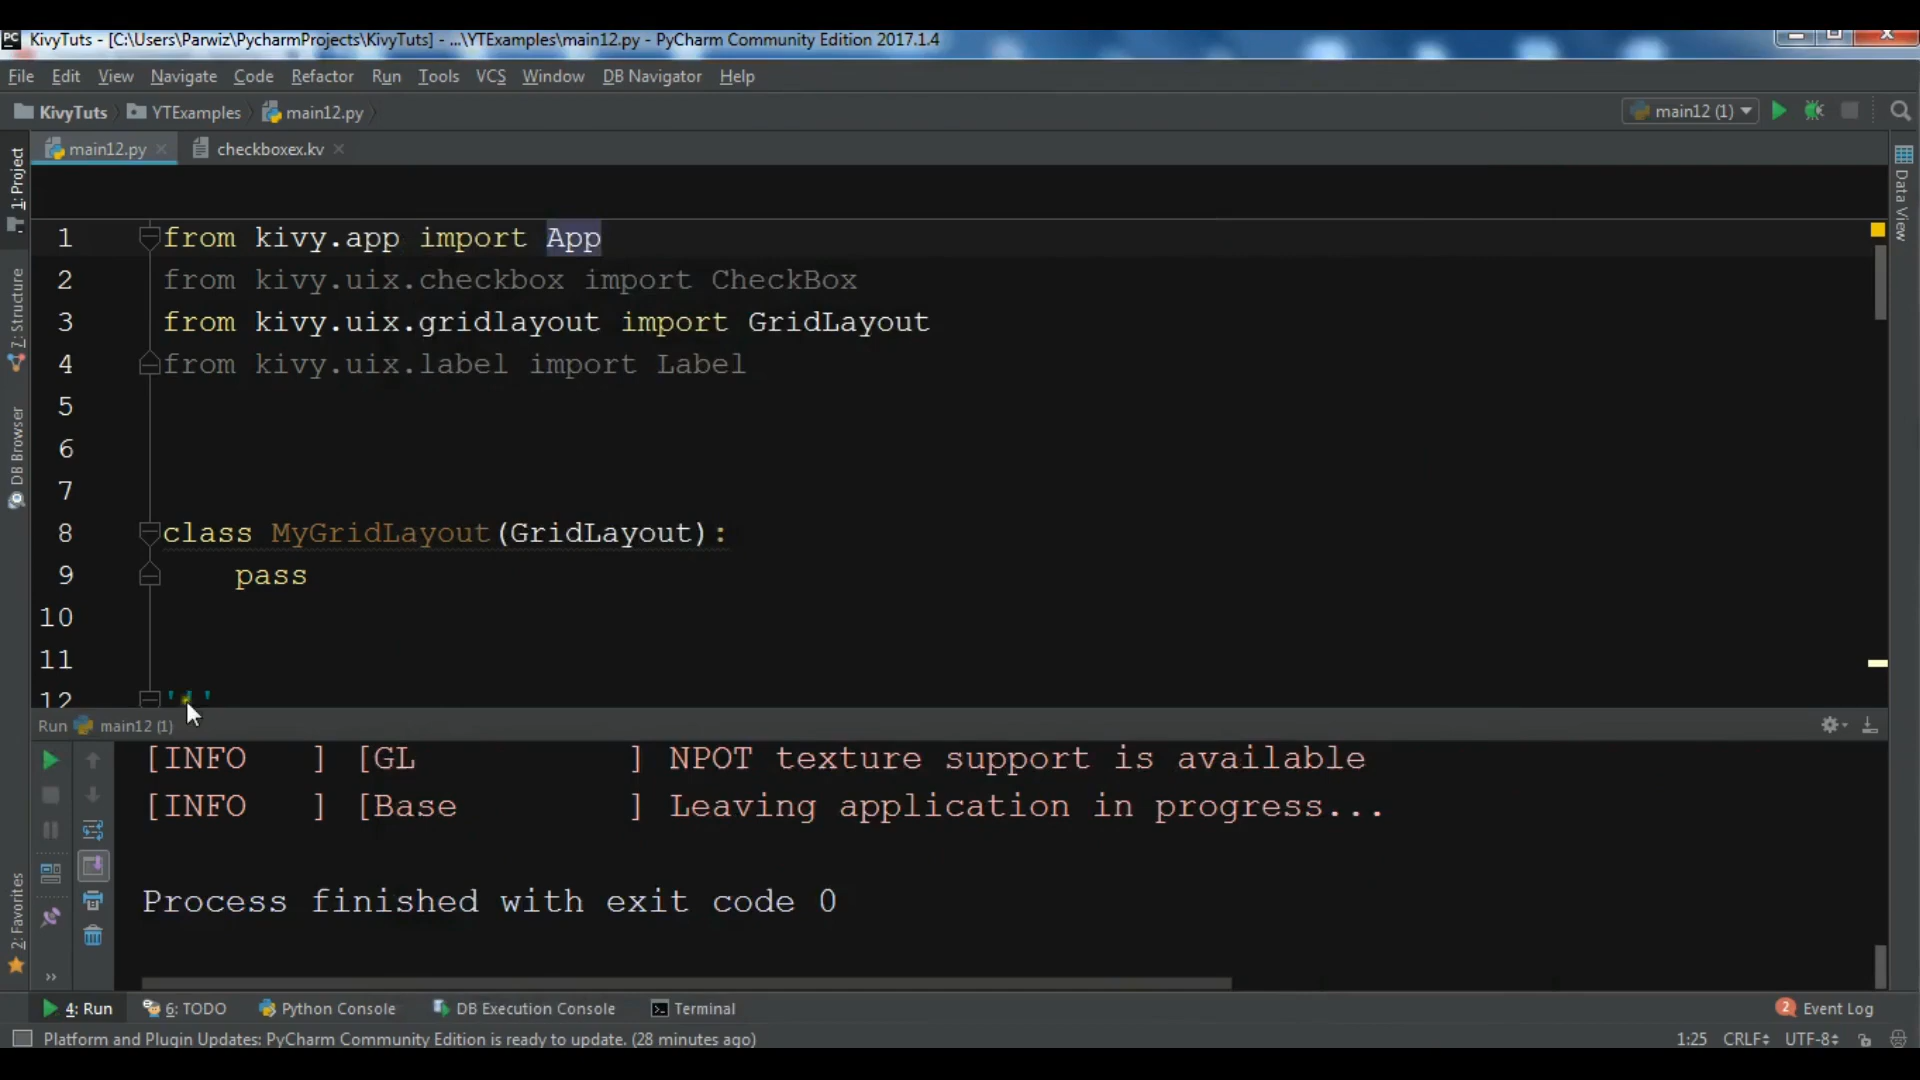 KivyTuts - [C:\Users\Parwiz\PycharmProjects\KivyTuts] - ...\YTExamples\main12.py - PyCharm Community Edition 2017.1.4
File Edit View Navigate Code Refactor Run Tools VCS Window DB Navigator Help
KivyTuts YTExamples main12.py main12 (1)
main12.py checkboxex.kv
1: Project
7: Structure
DB Browser
2: Favorites
Data View
1 from kivy.app import App
2 from kivy.uix.checkbox import CheckBox
3 from kivy.uix.gridlayout import GridLayout
4 from kivy.uix.label import Label
5
6
7
8 class MyGridLayout(GridLayout):
9 pass
10
11
12 '''
Run main12 (1)
[INFO ] [GL ] NPOT texture support is available
[INFO ] [Base ] Leaving application in progress...
Process finished with exit code 0
4: Run 6: TODO Python Console DB Execution Console Terminal 2 Event Log
Platform and Plugin Updates: PyCharm Community Edition is ready to update. (28 minutes ago) 1:25 CRLF UTF-8